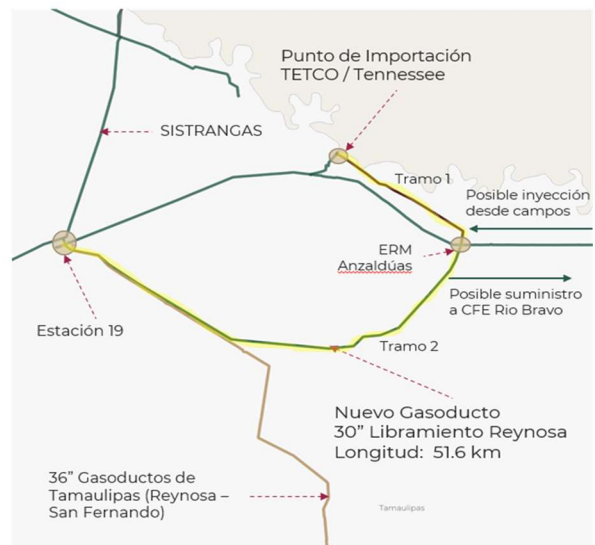 Punto de Importación
TETCO / Tennessee
SISTRANGAS
Tramo 1
Posible inyección
desde campos
ERM
Anzaldúas
Posible suministro
a CFE Rio Bravo
Estación 19
Tramo 2
Nuevo Gasoducto
30” Libramiento Reynosa
Longitud: 51.6 km
36” Gasoductos de
Tamaulipas (Reynosa –
San Fernando)
Tamaulipas